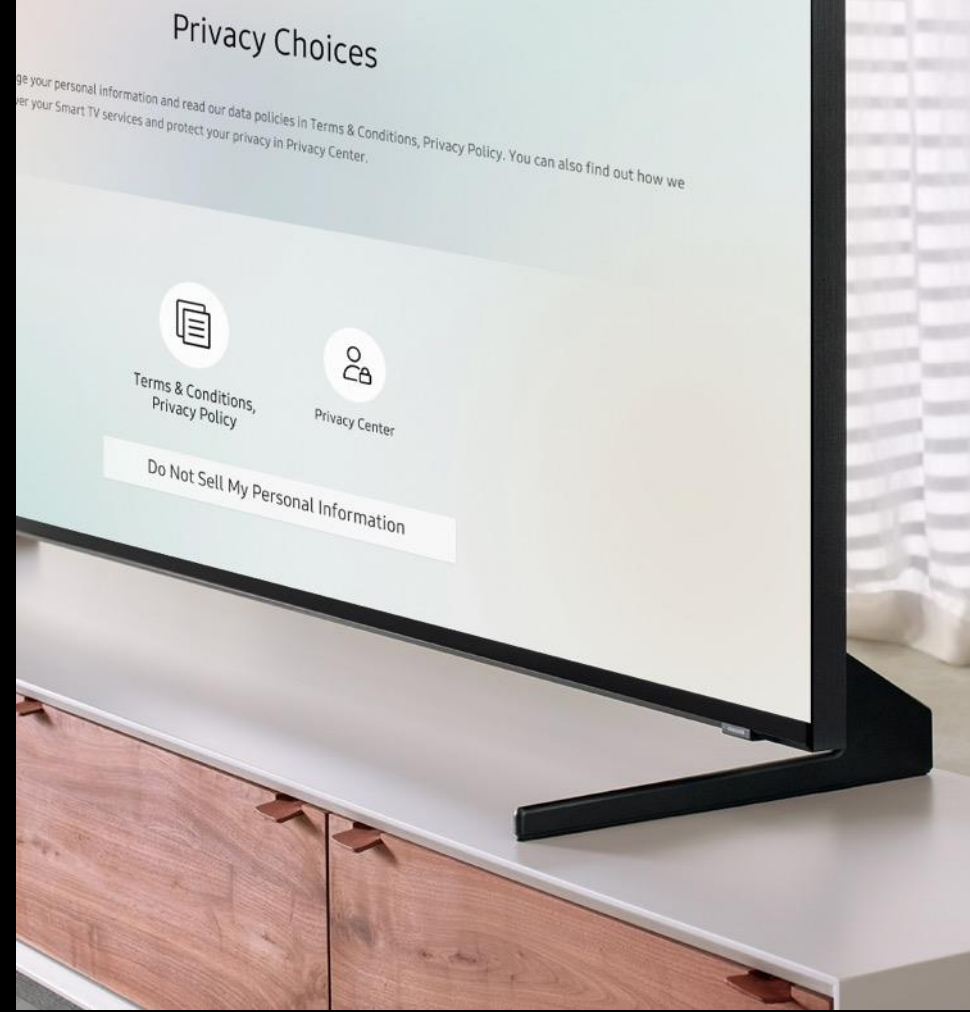 Privacy Choices
ge your personal information and read our data policies in Terms & Conditions, Privacy Policy. You can also find out how we
er your Smart TV services and protect your privacy in Privacy Center.
Terms & Conditions,
Privacy Policy
Privacy Center
Do Not Sell My Personal Information